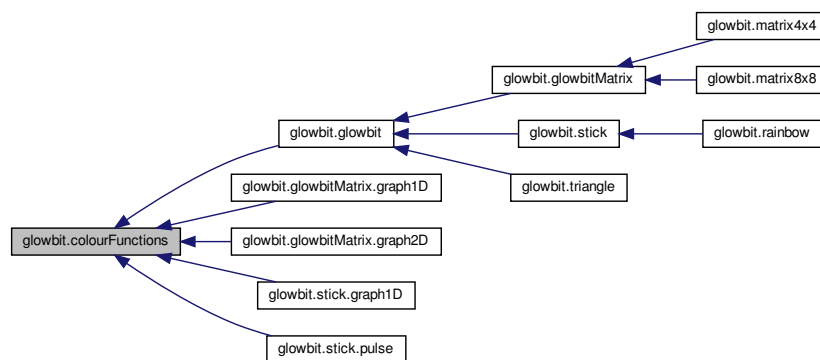 glowbit.matrix4x4
glowbit.glowbitMatrix
glowbit.matrix8x8
glowbit.glowbit
glowbit.stick
glowbit.rainbow
glowbit.triangle
glowbit.glowbitMatrix.graph1D
glowbit.colourFunctions
glowbit.glowbitMatrix.graph2D
glowbit.stick.graph1D
glowbit.stick.pulse